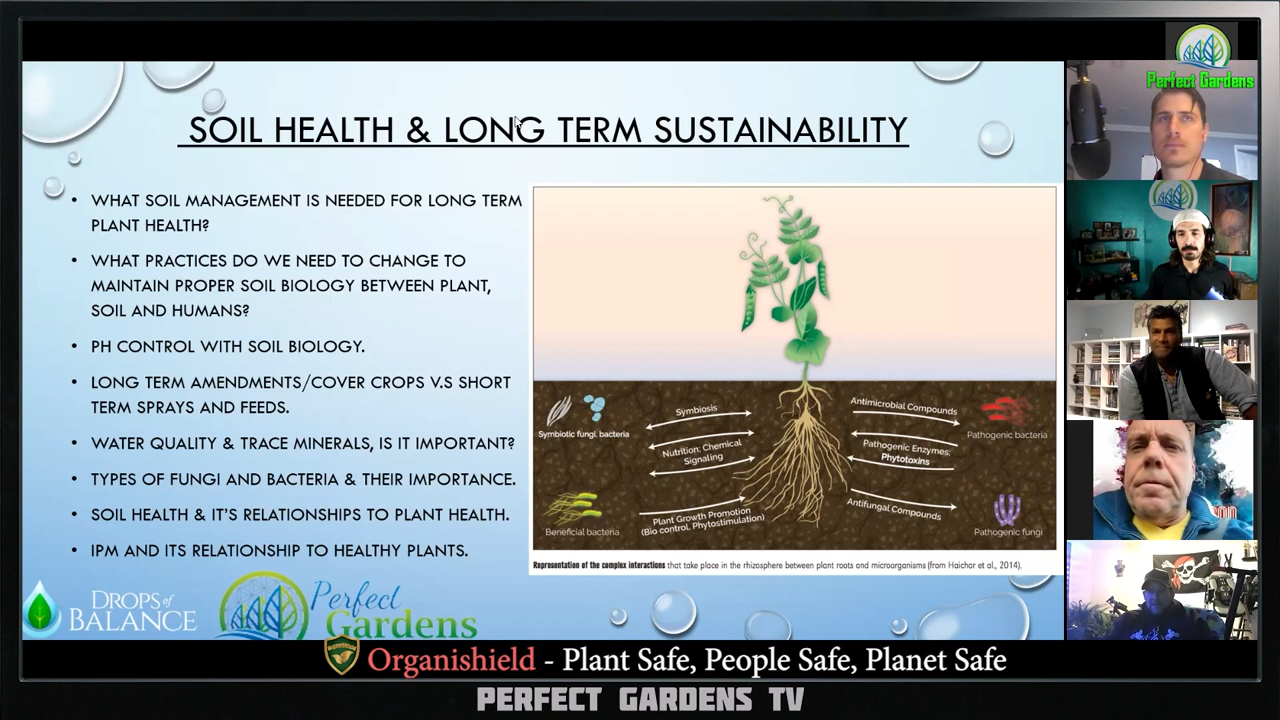 Perfect Gardens
SOIL HEALTH & LONG TERM SUSTAINABILITY
• WHAT SOIL MANAGEMENT IS NEEDED FOR LONG TERM
PLANT HEALTH?
• WHAT PRACTICES DO WE NEED TO CHANGE TO
MAINTAIN PROPER SOIL BIOLOGY BETWEEN PLANT,
SOIL AND HUMANS?
• PH CONTROL WITH SOIL BIOLOGY.
• LONG TERM AMENDMENTS/COVER CROPS V.S SHORT
TERM SPRAYS AND FEEDS.
• WATER QUALITY & TRACE MINERALS, IS IT IMPORTANT?
• TYPES OF FUNGI AND BACTERIA & THEIR IMPORTANCE.
• SOIL HEALTH & IT'S RELATIONSHIPS TO PLANT HEALTH.
• IPM AND ITS RELATIONSHIP TO HEALTHY PLANTS.
Symbiotic fungi, bacteria
Symbiosis
Nutrition; Chemical
Signaling
Beneficial bacteria
Plant Growth Promotion
(Bio control, Phytostimulation)
Antimicrobial Compounds
Pathogenic bacteria
Pathogenic Enzymes;
Phytotoxins
Antifungal Compounds
Pathogenic fungi
Representation of the complex interactions that take place in the rhizosphere between plant roots and microorganisms (from Haichar et al., 2014).
DROPS of
BALANCE
Perfect
Gardens
Organishield - Plant Safe, People Safe, Planet Safe
PERFECT GARDENS TV